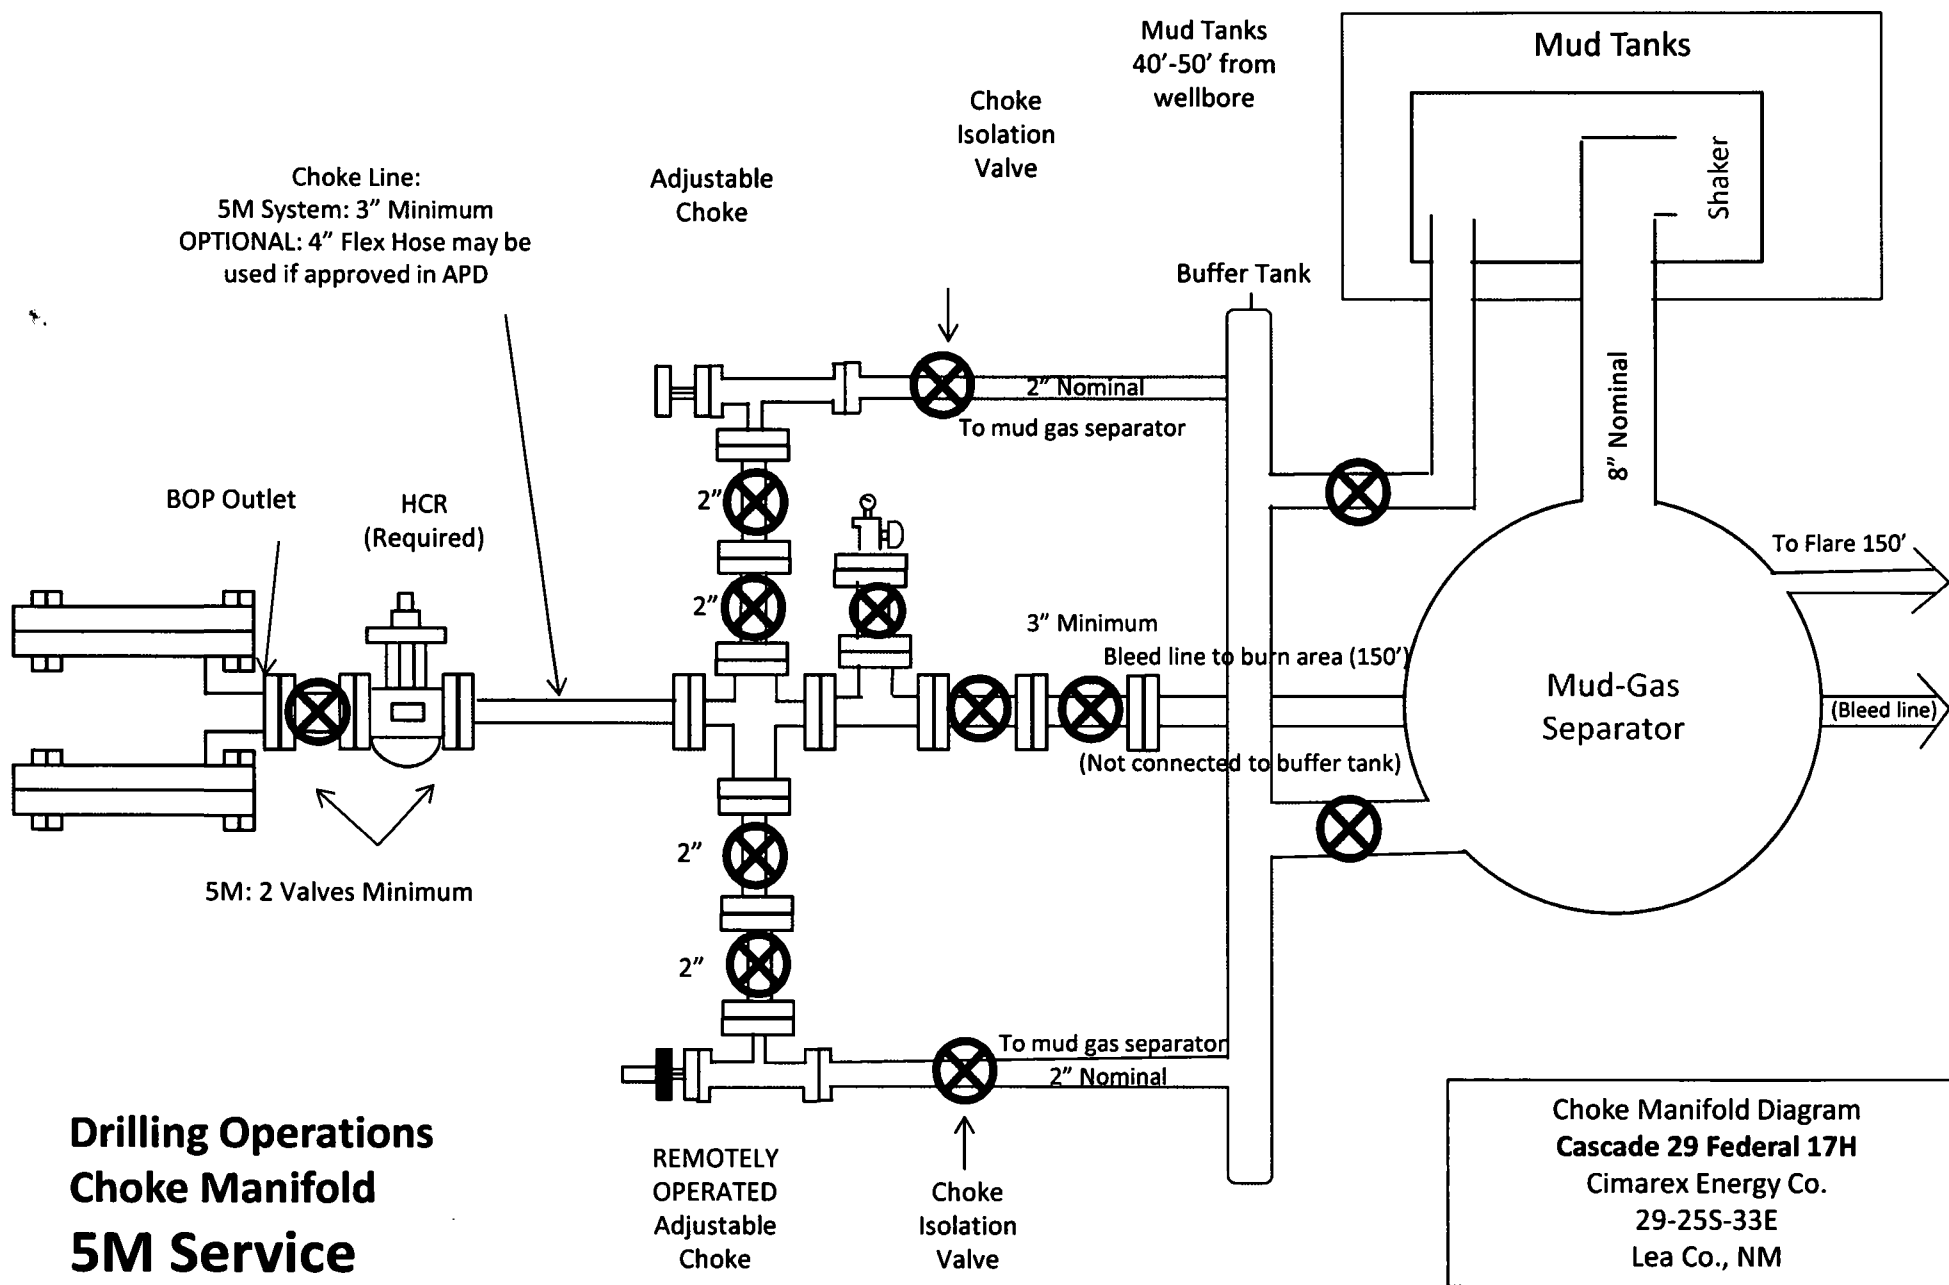 Mud Tanks
40’-50’ from
wellbore
Mud Tanks
Shaker
Choke
Isolation
Valve
Choke Line:
5M System: 3” Minimum
OPTIONAL: 4” Flex Hose may be
used if approved in APD
Adjustable
Choke
Buffer Tank
2” Nominal
To mud gas separator
8” Nominal
BOP Outlet
HCR
(Required)
2”
2”
To Flare 150’
3” Minimum
Bleed line to burn area (150’)
Mud-Gas
Separator
(Bleed line)
(Not connected to buffer tank)
2”
5M: 2 Valves Minimum
2”
To mud gas separator
2” Nominal
REMOTELY
OPERATED
Adjustable
Choke
Choke
Isolation
Valve
Drilling Operations
Choke Manifold
5M Service
Choke Manifold Diagram
Cascade 29 Federal 17H
Cimarex Energy Co.
29-25S-33E
Lea Co., NM